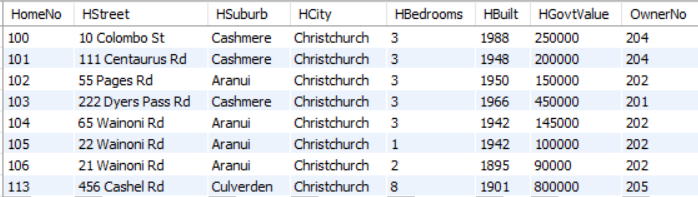 HomeNo HStreet HSuburb HCity HBedrooms HBuilt HGovtValue OwnerNo
100 10 Colombo St Cashmere Christchurch 3 1988 250000 204
101 111 Centaurus Rd Cashmere Christchurch 3 1948 200000 204
102 55 Pages Rd Aranui Christchurch 3 1950 150000 202
103 222 Dyers Pass Rd Cashmere Christchurch 3 1966 450000 201
104 65 Wainoni Rd Aranui Christchurch 3 1942 145000 202
105 22 Wainoni Rd Aranui Christchurch 1 1942 100000 202
106 21 Wainoni Rd Aranui Christchurch 2 1895 90000 202
113 456 Cashel Rd Culverden Christchurch 8 1901 800000 205